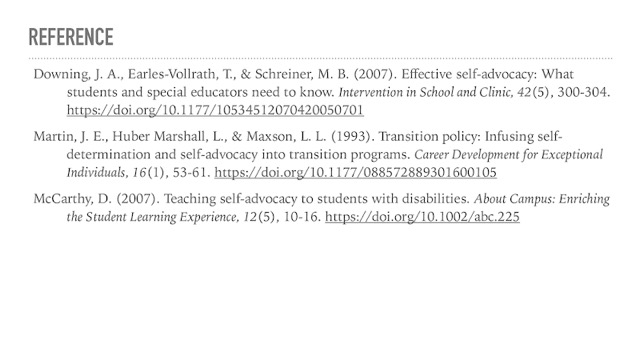 REFERENCE
Downing, J. A., Earles-Vollrath, T., & Schreiner, M. B. (2007). Effective self-advocacy: What
students and special educators need to know. Intervention in School and Clinic, 42(5), 300-304.
https://doi.org/10.1177/10534512070420050701
Martin, J. E., Huber Marshall, L., & Maxson, L. L. (1993). Transition policy: Infusing self-
determination and self-advocacy into transition programs. Career Development for Exceptional
Individuals, 16(1), 53-61. https://doi.org/10.1177/088572889301600105
McCarthy, D. (2007). Teaching self-advocacy to students with disabilities. About Campus: Enriching
the Student Learning Experience, 12(5), 10-16. https://doi.org/10.1002/abc.225